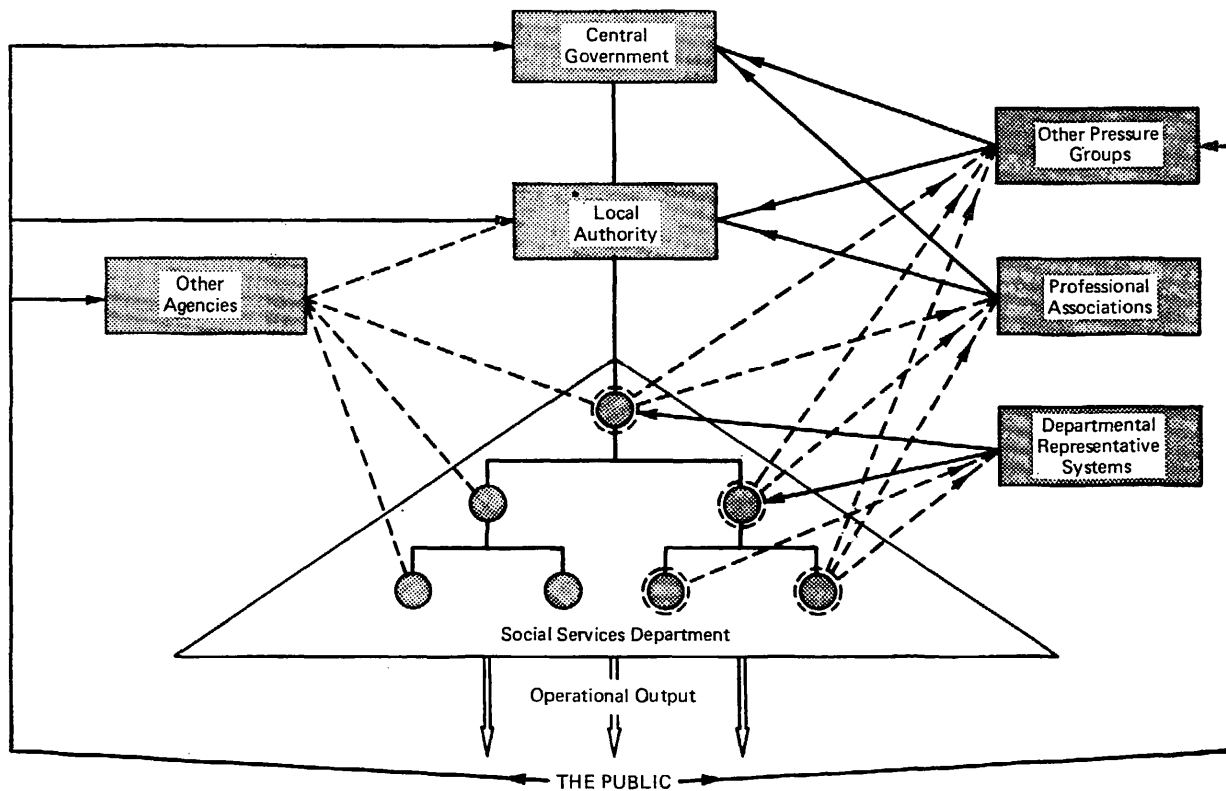 Central
Government
Other Pressure
Groups
Local
Authority
Other
Agencies
Professional
Associations
Departmental
Representative
Systems
Social Services Department
Operational Output
THE PUBLIC